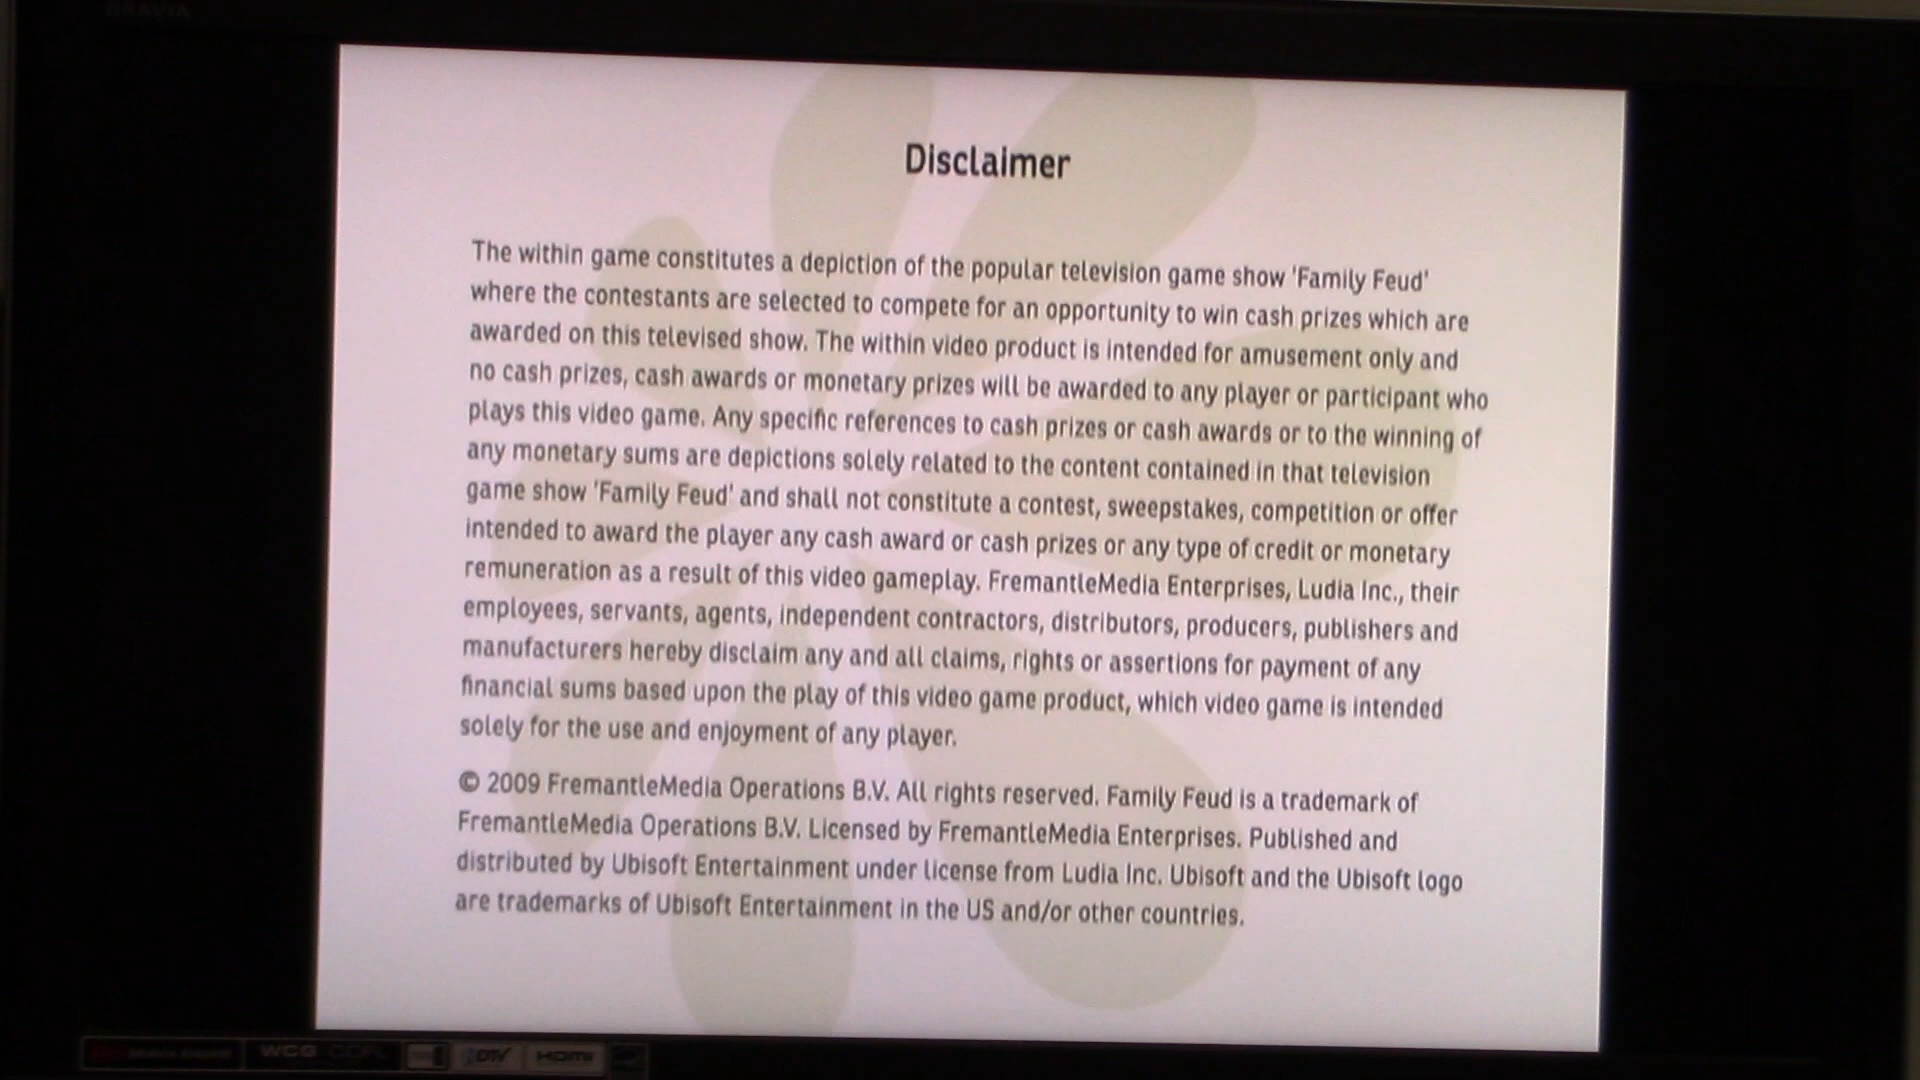 BRAVIA
Disclaimer
The within game constitutes a depiction of the popular television game show 'Family Feud'
where the contestants are selected to compete for an opportunity to win cash prizes which are
awarded on this televised show. The within video product is intended for amusement only and
no cash prizes, cash awards or monetary prizes will be awarded to any player or participant who
plays this video game. Any specific references to cash prizes or cash awards or to the winning of
any monetary sums are depictions solely related to the content contained in that television
game show 'Family Feud' and shall not constitute a contest, sweepstakes, competition or offer
intended to award the player any cash award or cash prizes or any type of credit or monetary
remuneration as a result of this video gameplay. FremantleMedia Enterprises, Ludia Inc., their
employees, servants, agents, independent contractors, distributors, producers, publishers and
manufacturers hereby disclaim any and all claims, rights or assertions for payment of any
financial sums based upon the play of this video game product, which video game is intended
solely for the use and enjoyment of any player.
© 2009 FremantleMedia Operations B.V. All rights reserved. Family Feud is a trademark of
FremantleMedia Operations B.V. Licensed by FremantleMedia Enterprises. Published and
distributed by Ubisoft Entertainment under license from Ludia Inc. Ubisoft and the Ubisoft logo
are trademarks of Ubisoft Entertainment in the US and/or other countries.
WCG DTV HDMI